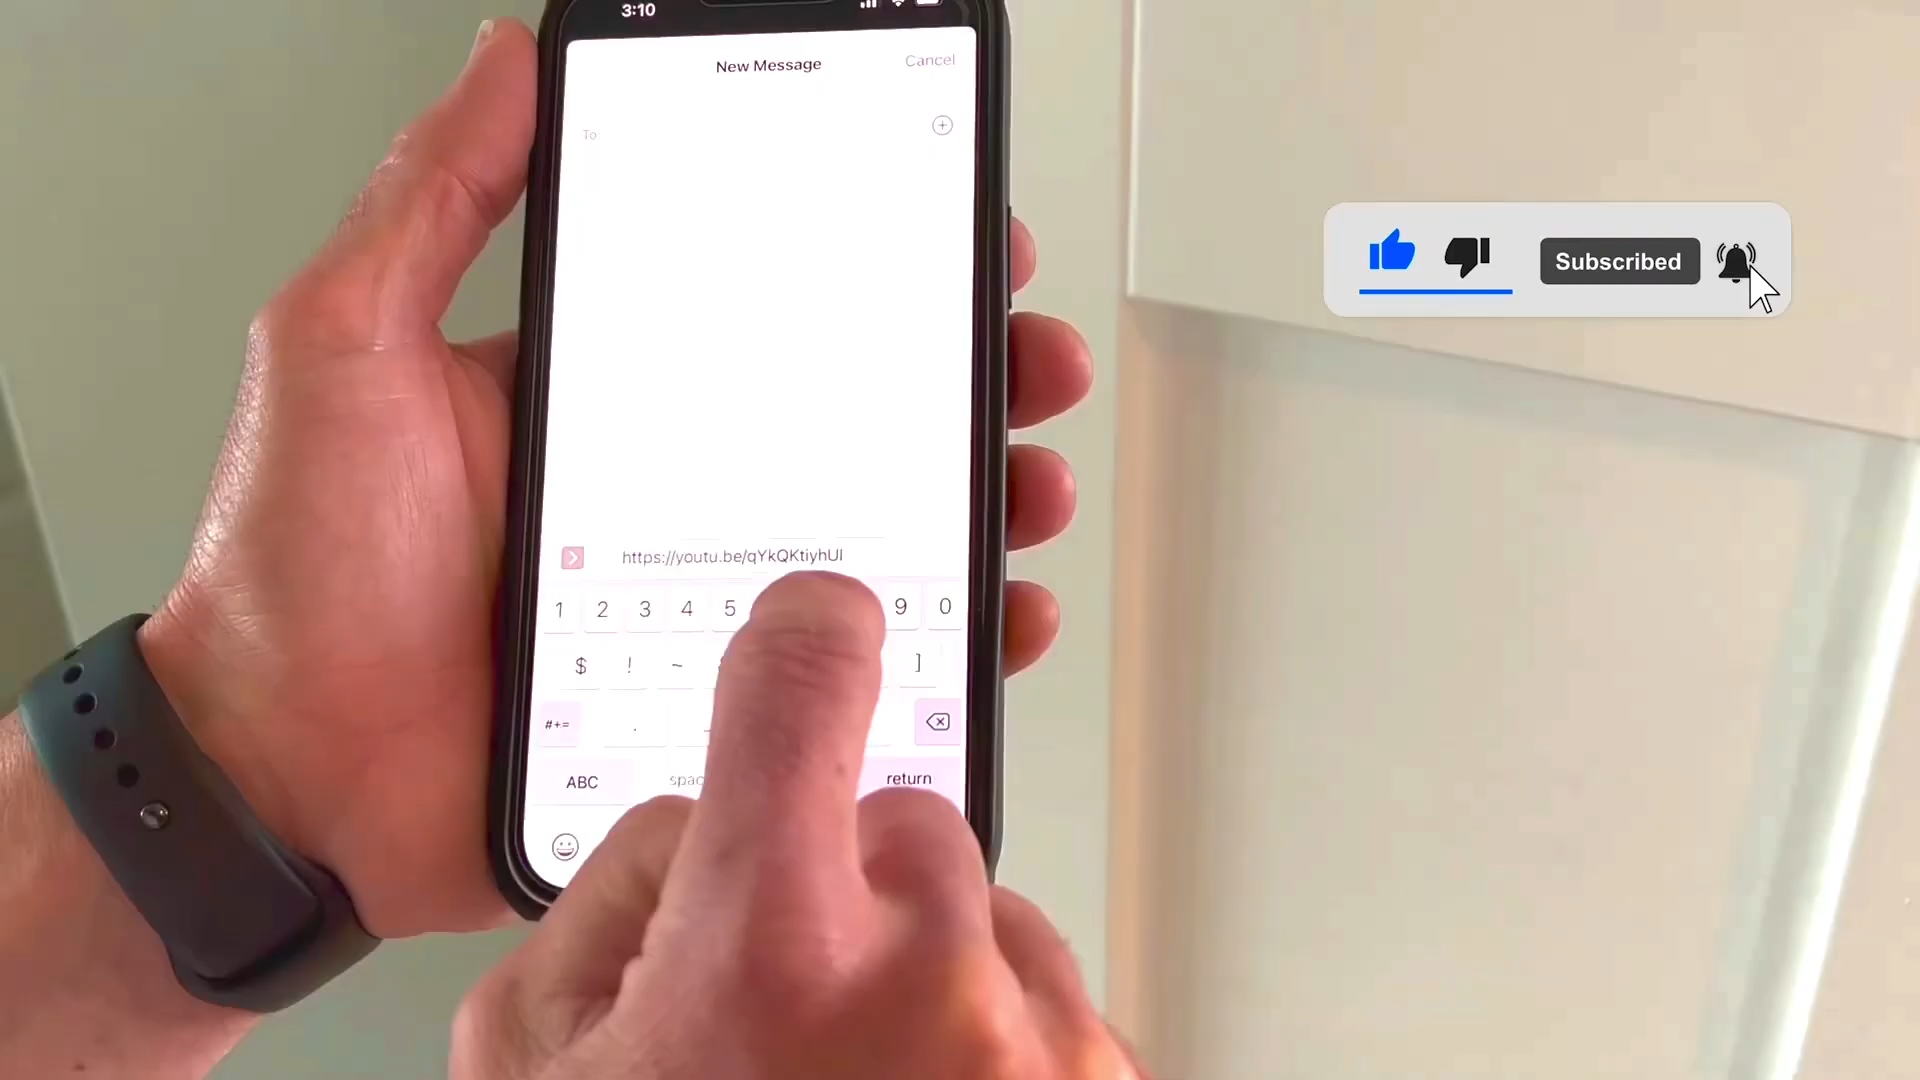 3:10
New Message
Cancel
To
https://youtu.be/qYkQKtiyhUI
1 2 3 4 5 9 0
$ ! ~ ]
#+= .
ABC
return
Subscribed